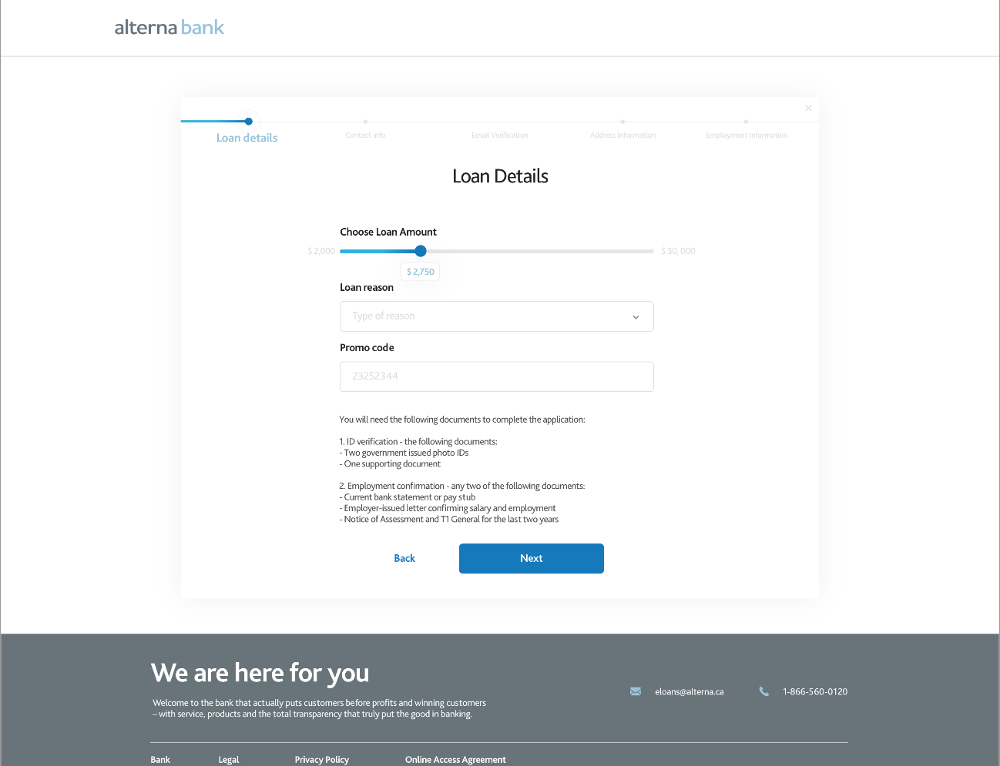 alterna bank
Loan details
Contact info
Email Verification
Address Information
Employment Information
Loan Details
Choose Loan Amount
$ 2,000
$ 30, 000
$ 2,750
Loan reason
Type of reason
Promo code
23252344
You will need the following documents to complete the application:
1. ID verification - the following documents:
- Two government issued photo IDs
- One supporting document
2. Employment confirmation - any two of the following documents:
- Current bank statement or pay stub
- Employer-issued letter confirming salary and employment
- Notice of Assessment and T1 General for the last two years
Back
Next
We are here for you
Welcome to the bank that actually puts customers before profits and winning customers
– with service, products and the total transparency that truly put the good in banking.
eloans@alterna.ca
1-866-560-0120
Bank
Legal
Privacy Policy
Online Access Agreement